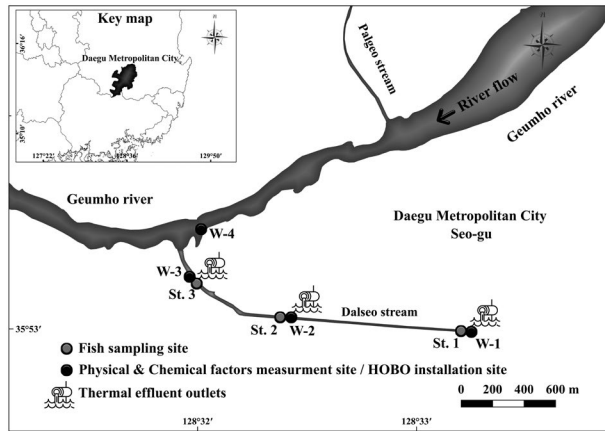 Key map
N
Daegu Metropolitan City
36°16'
35°10'
127°22'
128°36'
129°50'
Palgeo stream
N
River flow
Geumho river
Geumho river
Daegu Metropolitan City
Seo-gu
W-4
W-3
St. 3
St. 2
W-2
Dalseo stream
St. 1
W-1
35°53'
Fish sampling site
Physical & Chemical factors measurment site / HOBO installation site
Thermal effluent outlets
0 200 400 600 m
128°32'
128°33'